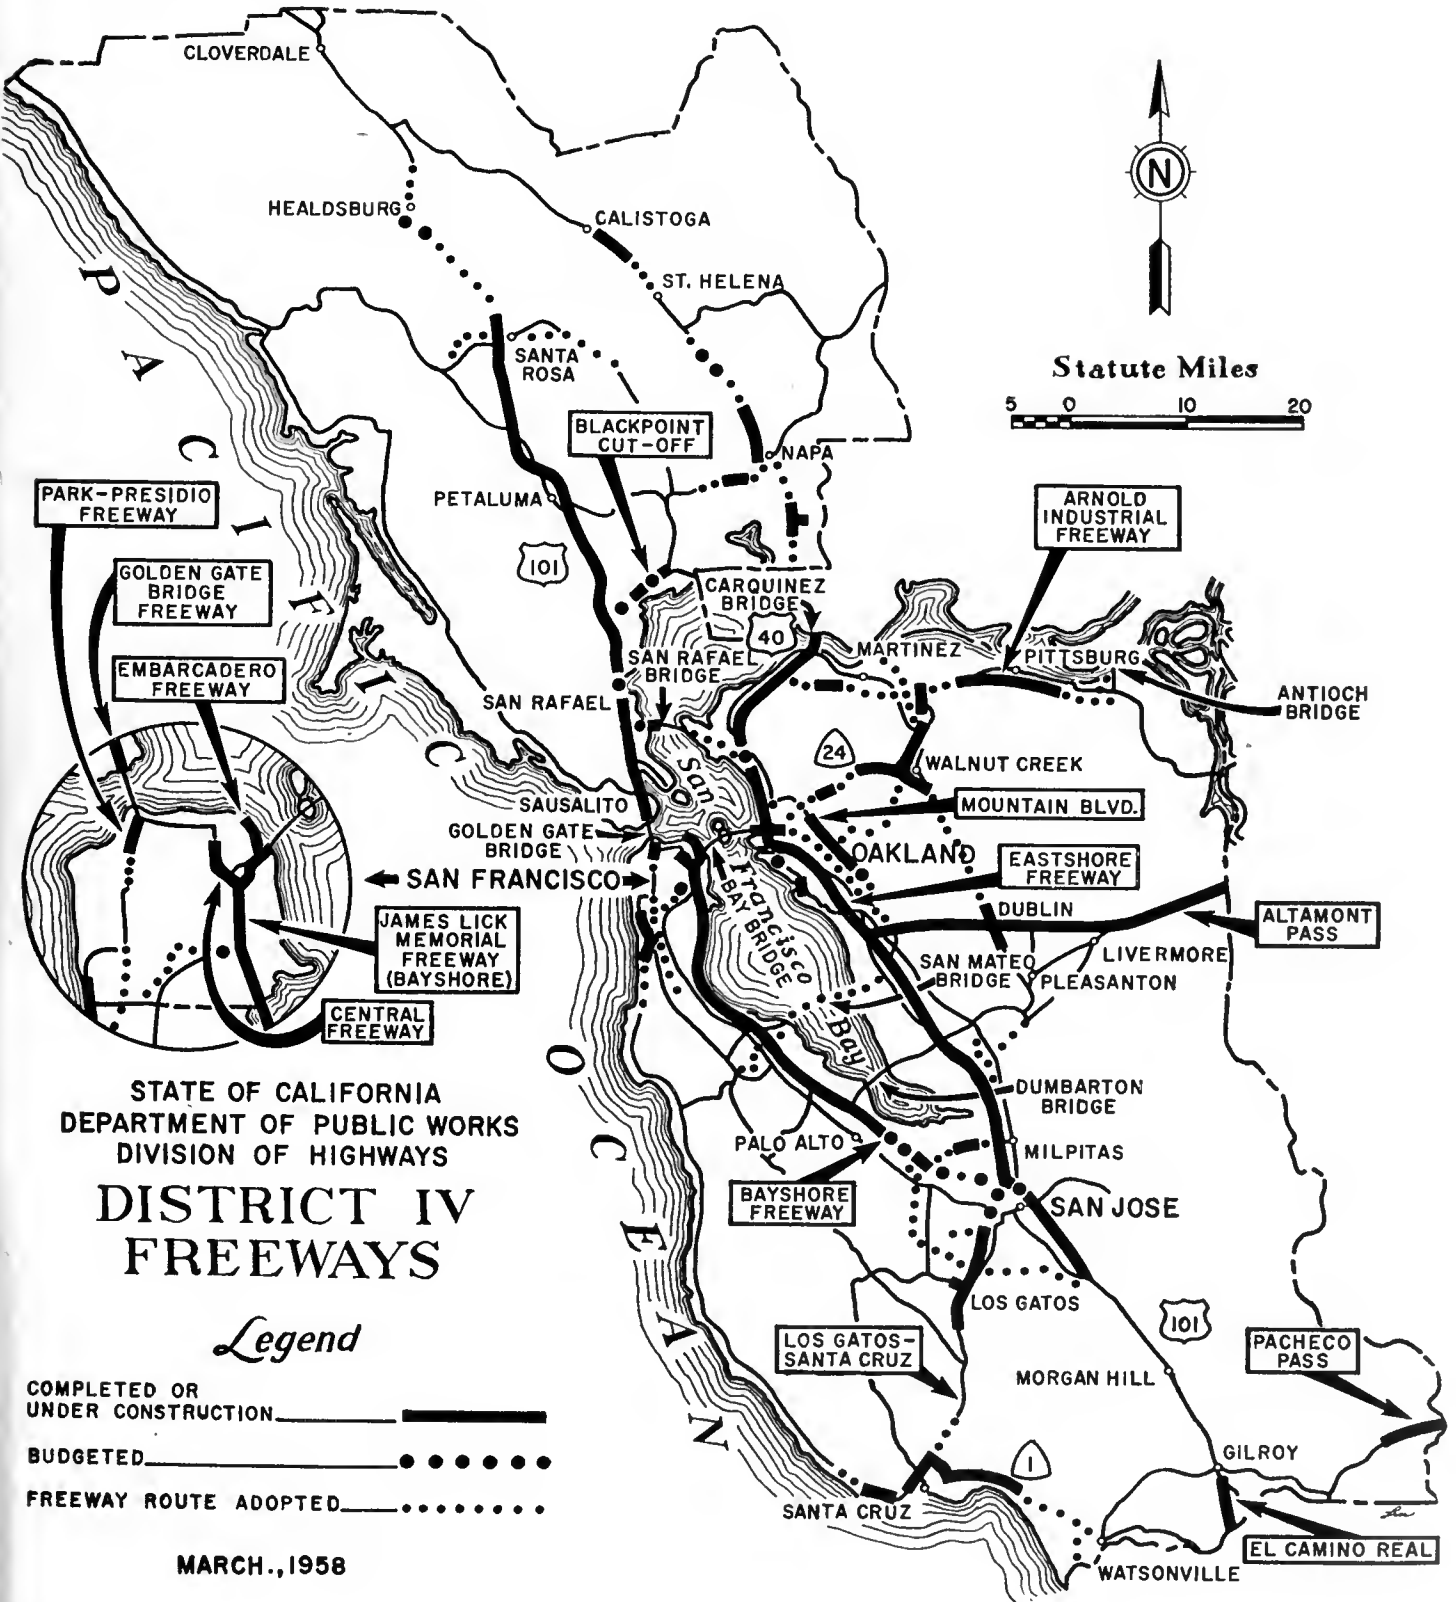 CLOVERDALE
HEALDSBURG
CALISTOGA
ST. HELENA
N
Statute Miles
5 0 10 20
SANTA
ROSA
BLACKPOINT
CUT-OFF
NAPA
PETALUMA
101
PARK-PRESIDIO
FREEWAY
GOLDEN GATE
BRIDGE
FREEWAY
EMBARCADERO
FREEWAY
ARNOLD
INDUSTRIAL
FREEWAY
CARQUINEZ
BRIDGE
40
MARTINEZ
PITTSBURG
ANTIOCH
BRIDGE
SAN RAFAEL
BRIDGE
SAN RAFAEL
24
WALNUT CREEK
MOUNTAIN BLVD.
SAUSALITO
GOLDEN GATE
BRIDGE
OAKLAND
EASTSHORE
FREEWAY
SAN FRANCISCO
BAY BRIDGE
San
Francisco
Bay
DUBLIN
ALTAMONT
PASS
LIVERMORE
SAN MATEO
BRIDGE
PLEASANTON
JAMES LICK
MEMORIAL
FREEWAY
(BAYSHORE)
CENTRAL
FREEWAY
PACIFIC
OCEAN
DUMBARTON
BRIDGE
PALO ALTO
MILPITAS
BAYSHORE
FREEWAY
SAN JOSE
LOS GATOS
LOS GATOS-
SANTA CRUZ
101
PACHECO
PASS
MORGAN HILL
GILROY
1
SANTA CRUZ
EL CAMINO REAL
WATSONVILLE
STATE OF CALIFORNIA
DEPARTMENT OF PUBLIC WORKS
DIVISION OF HIGHWAYS
DISTRICT IV
FREEWAYS
Legend
COMPLETED OR
UNDER CONSTRUCTION
BUDGETED
FREEWAY ROUTE ADOPTED
MARCH., 1958